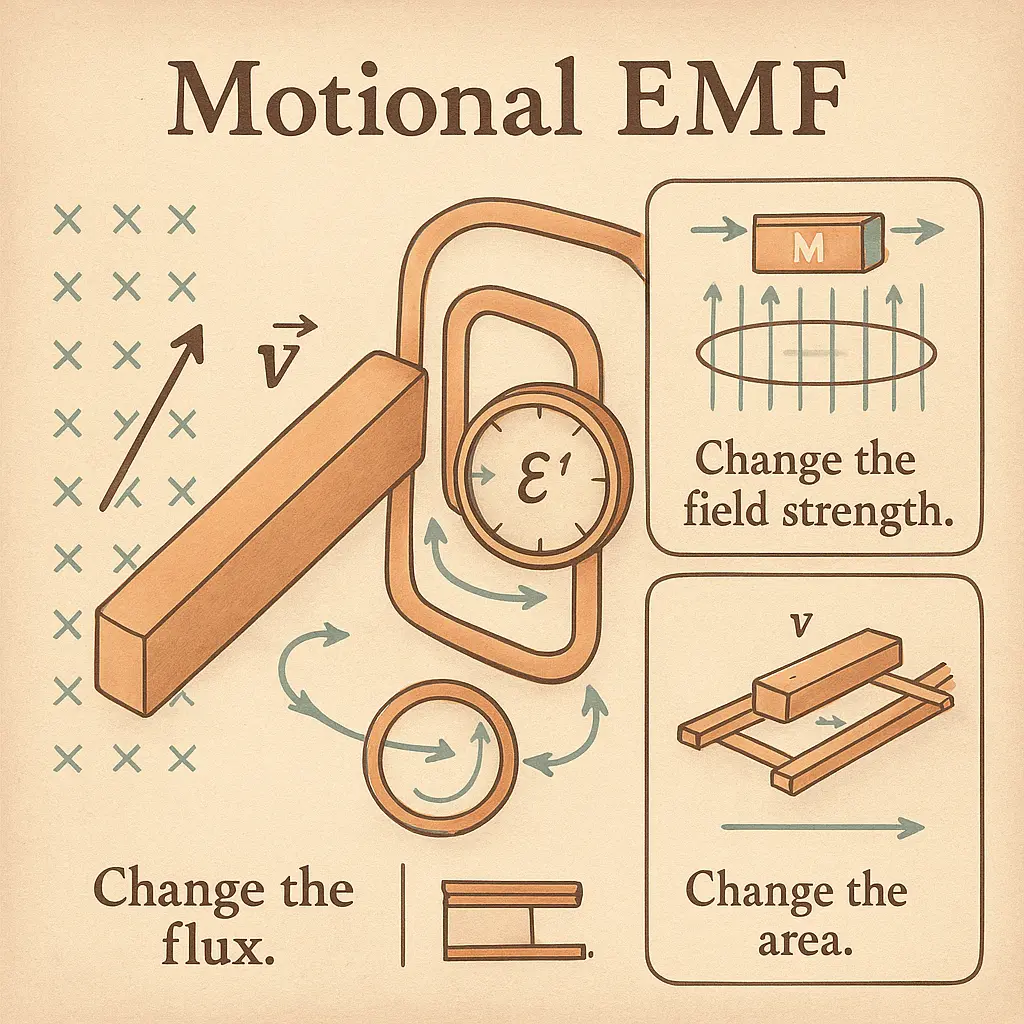 Motional EMF
M
v⃗
ℰ′
Change the
field strength.
v
Change the
area.
Change the
flux.